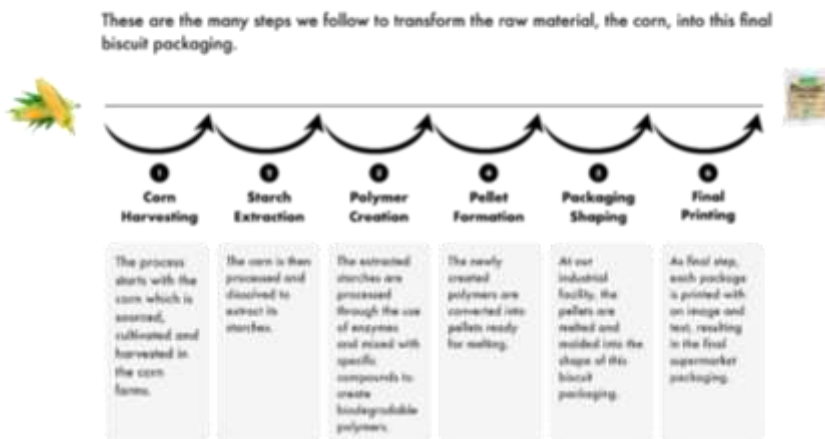 These are the many steps we follow to transform the raw material, the corn, into this final
biscuit packaging.
1
Corn
Harvesting
The process
starts with the
corn which is
sourced,
cultivated and
harvested in
the corn
farms.
2
Starch
Extraction
The corn is then
processed and
dissolved to
extract its
starches.
3
Polymer
Creation
The extracted
starches are
processed
through the use
of enzymes
and mixed with
specific
compounds to
create
biodegradable
polymers.
4
Pellet
Formation
The newly
created
polymers are
converted into
pellets ready
for melting.
5
Packaging
Shaping
At our
industrial
facility, the
pellets are
melted and
molded into the
shape of this
biscuit
packaging.
6
Final
Printing
As final step,
each package
is printed with
an image and
text, resulting
in the final
supermarket
packaging.